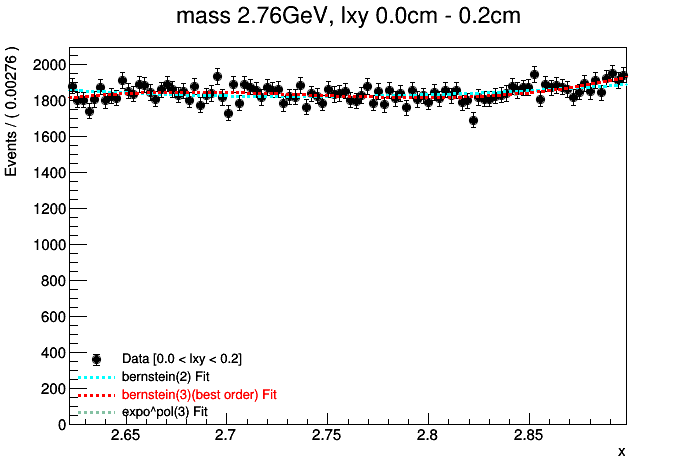 mass 2.76GeV, lxy 0.0cm - 0.2cm
Events / ( 0.00276 )
2000
1800
1600
1400
1200
1000
800
600
400
200
0
Data [0.0 < lxy < 0.2]
bernstein(2) Fit
bernstein(3)(best order) Fit
expo^pol(3) Fit
2.65 2.7 2.75 2.8 2.85
x